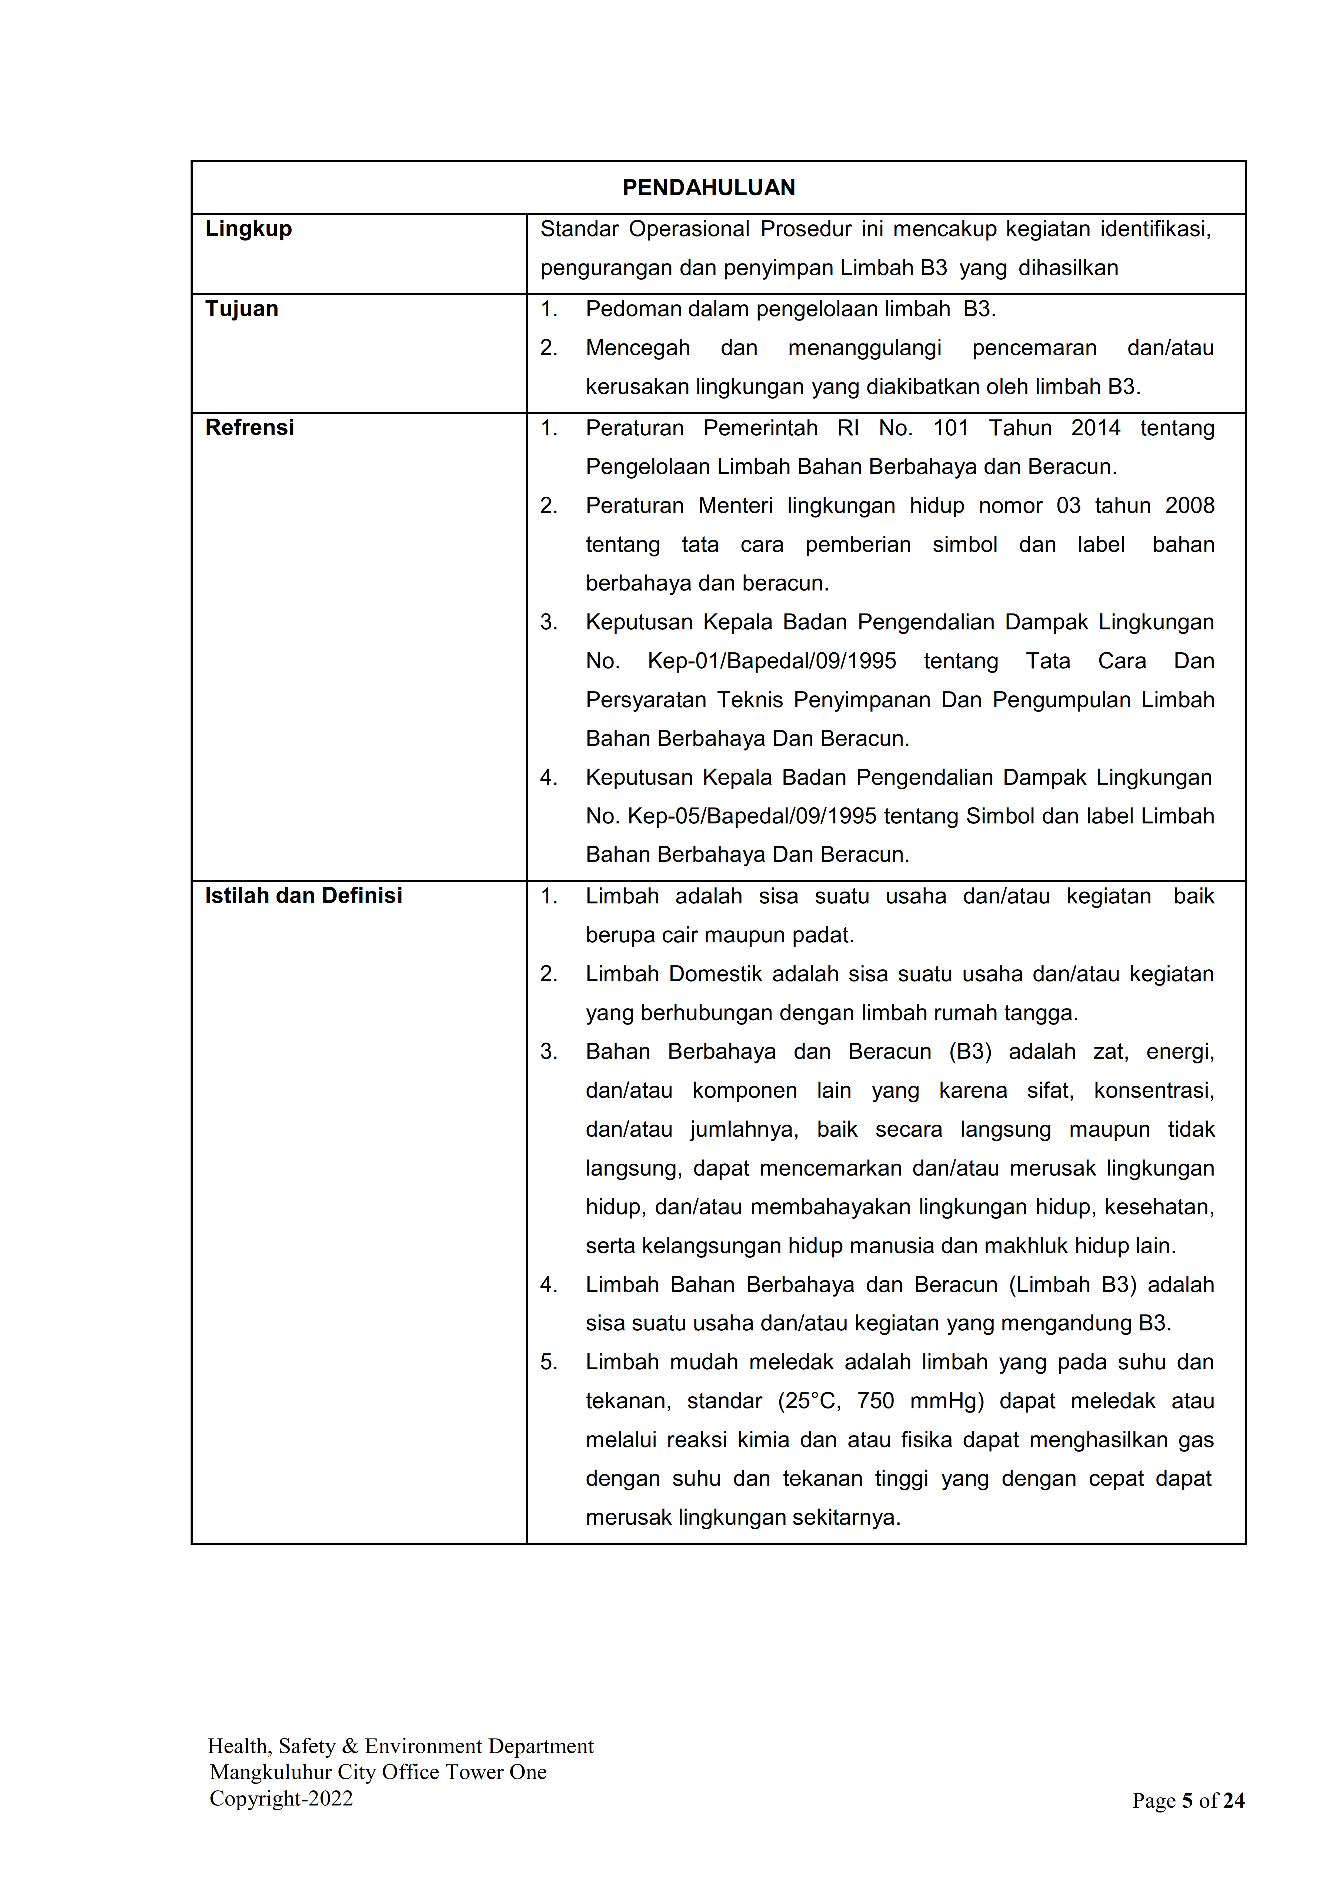 PENDAHULUAN
Lingkup
Standar Operasional Prosedur ini mencakup kegiatan identifikasi,
pengurangan dan penyimpan Limbah B3 yang dihasilkan
Tujuan
1. Pedoman dalam pengelolaan limbah B3.
2. Mencegah dan menanggulangi pencemaran dan/atau
kerusakan lingkungan yang diakibatkan oleh limbah B3.
Refrensi
1. Peraturan Pemerintah RI No. 101 Tahun 2014 tentang
Pengelolaan Limbah Bahan Berbahaya dan Beracun.
2. Peraturan Menteri lingkungan hidup nomor 03 tahun 2008
tentang tata cara pemberian simbol dan label bahan
berbahaya dan beracun.
3. Keputusan Kepala Badan Pengendalian Dampak Lingkungan
No. Kep-01/Bapedal/09/1995 tentang Tata Cara Dan
Persyaratan Teknis Penyimpanan Dan Pengumpulan Limbah
Bahan Berbahaya Dan Beracun.
4. Keputusan Kepala Badan Pengendalian Dampak Lingkungan
No. Kep-05/Bapedal/09/1995 tentang Simbol dan label Limbah
Bahan Berbahaya Dan Beracun.
Istilah dan Definisi
1. Limbah adalah sisa suatu usaha dan/atau kegiatan baik
berupa cair maupun padat.
2. Limbah Domestik adalah sisa suatu usaha dan/atau kegiatan
yang berhubungan dengan limbah rumah tangga.
3. Bahan Berbahaya dan Beracun (B3) adalah zat, energi,
dan/atau komponen lain yang karena sifat, konsentrasi,
dan/atau jumlahnya, baik secara langsung maupun tidak
langsung, dapat mencemarkan dan/atau merusak lingkungan
hidup, dan/atau membahayakan lingkungan hidup, kesehatan,
serta kelangsungan hidup manusia dan makhluk hidup lain.
4. Limbah Bahan Berbahaya dan Beracun (Limbah B3) adalah
sisa suatu usaha dan/atau kegiatan yang mengandung B3.
5. Limbah mudah meledak adalah limbah yang pada suhu dan
tekanan, standar (25°C, 750 mmHg) dapat meledak atau
melalui reaksi kimia dan atau fisika dapat menghasilkan gas
dengan suhu dan tekanan tinggi yang dengan cepat dapat
merusak lingkungan sekitarnya.
Health, Safety & Environment Department
Mangkuluhur City Office Tower One
Copyright-2022
Page 5 of 24